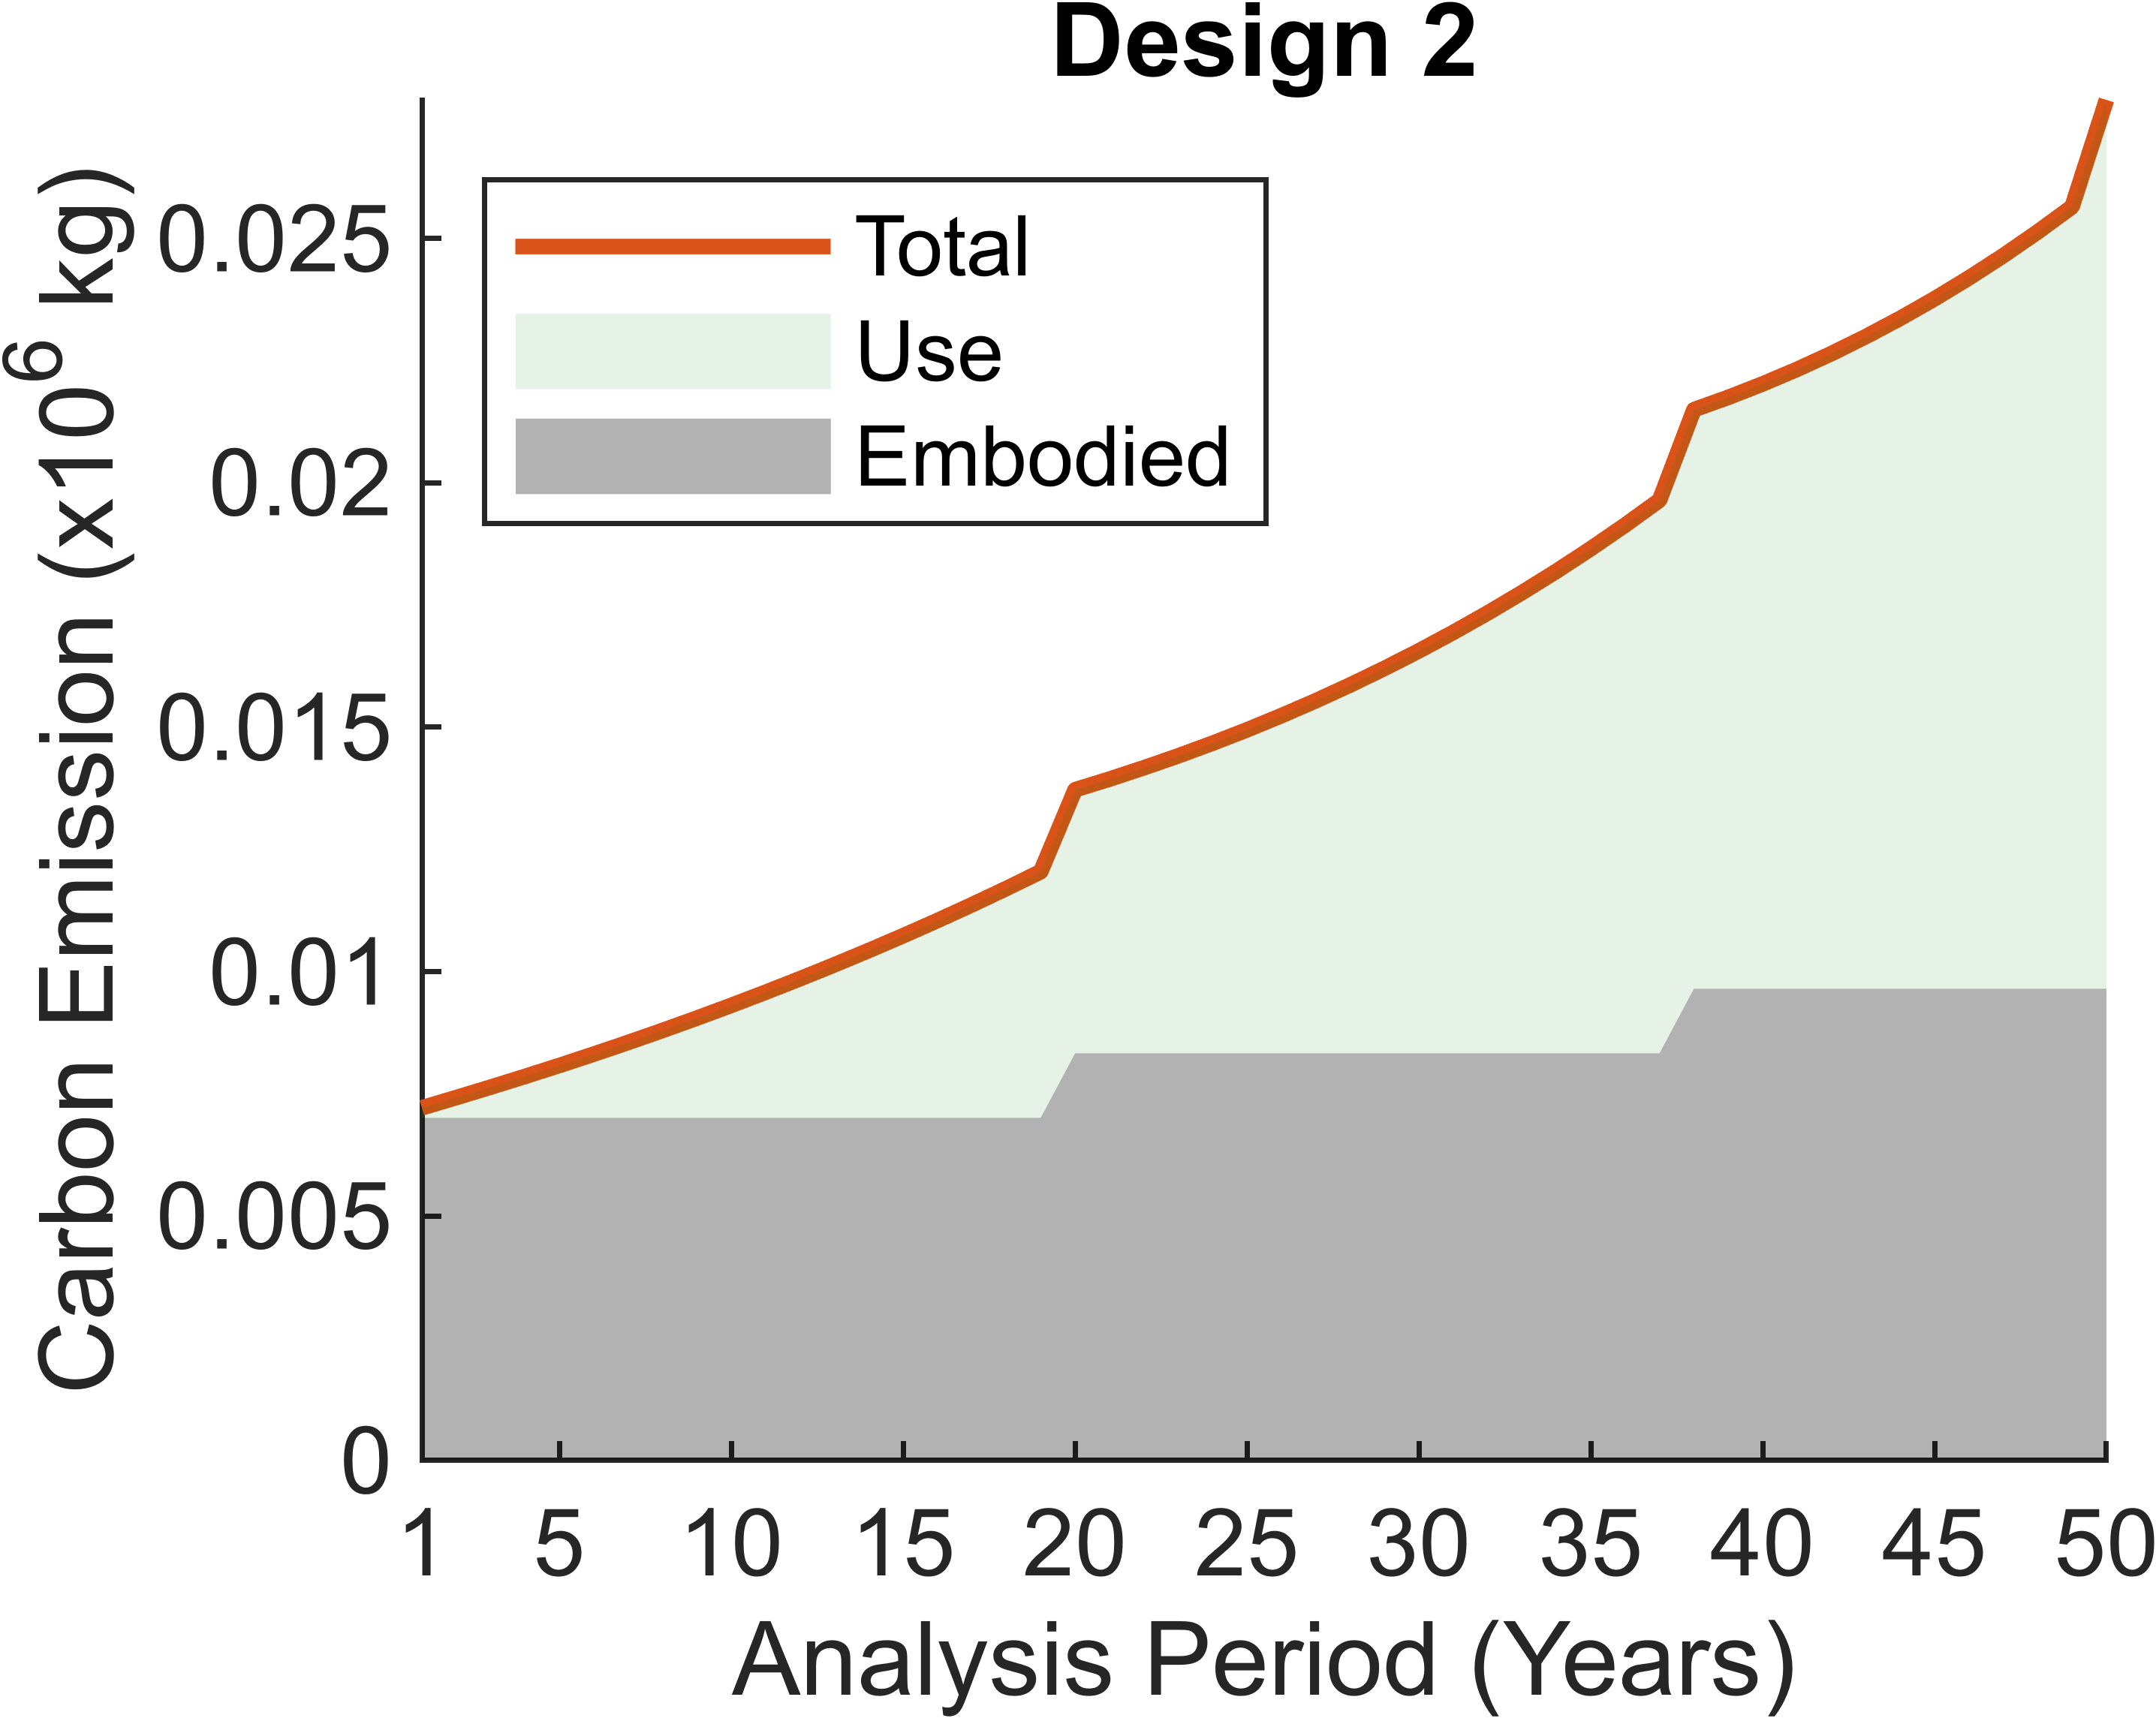 Design 2
Carbon Emission (x10⁶ kg)
0.025
0.02
0.015
0.01
0.005
0
Total
Use
Embodied
1 5 10 15 20 25 30 35 40 45 50
Analysis Period (Years)